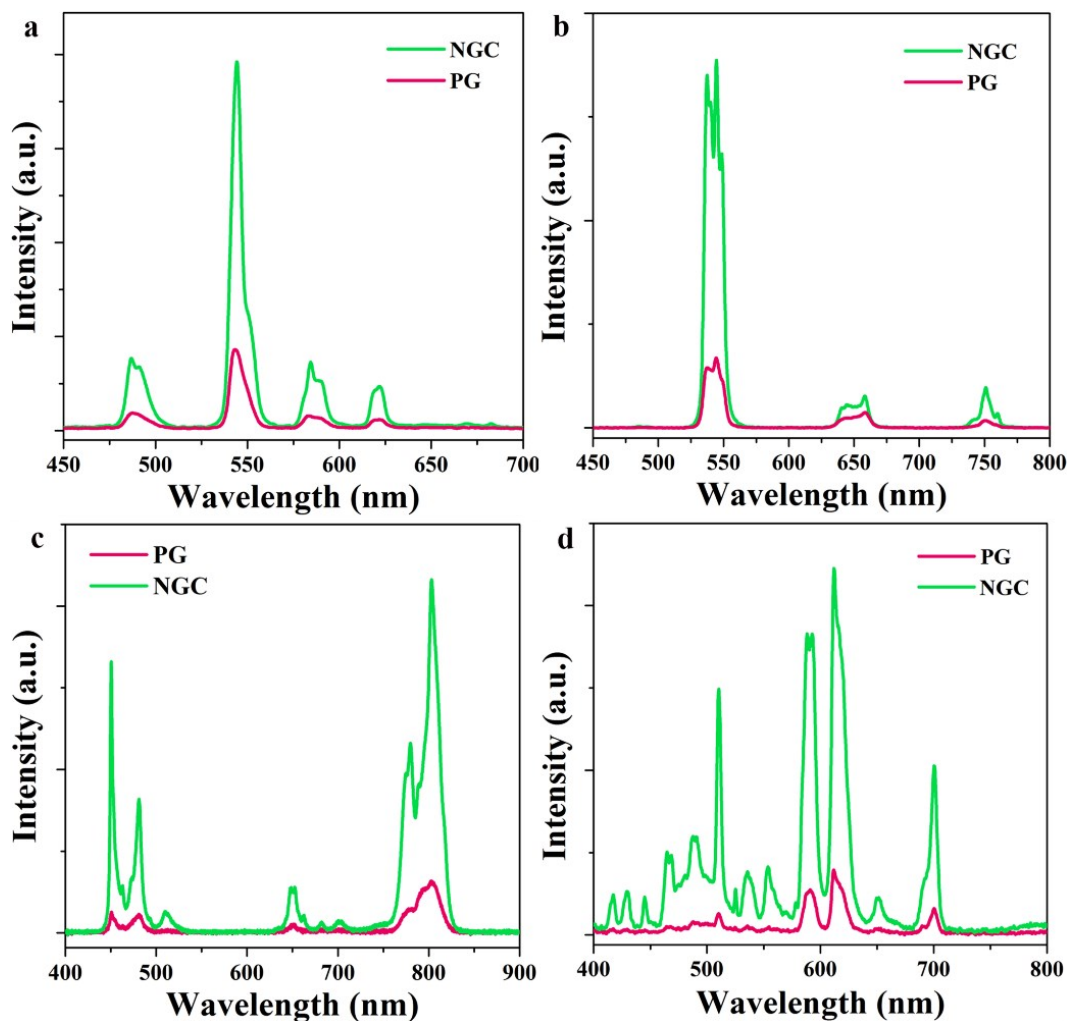 a
NGC
PG
Intensity (a.u.)
450 500 550 600 650 700
Wavelength (nm)
b
NGC
PG
Intensity (a.u.)
450 500 550 600 650 700 750 800
Wavelength (nm)
c
PG
NGC
Intensity (a.u.)
400 500 600 700 800 900
Wavelength (nm)
d
PG
NGC
Intensity (a.u.)
400 500 600 700 800
Wavelength (nm)